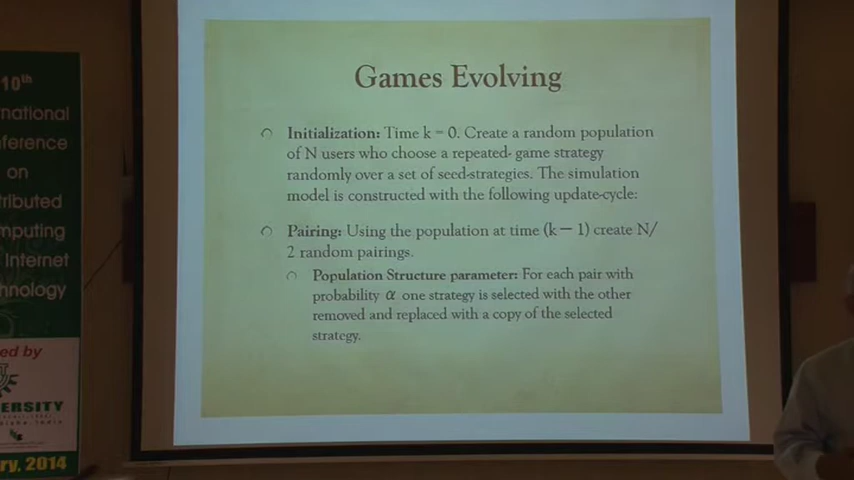 Games Evolving
Initialization: Time k = 0. Create a random population
of N users who choose a repeated- game strategy
randomly over a set of seed-strategies. The simulation
model is constructed with the following update-cycle:
Pairing: Using the population at time (k − 1) create N/
2 random pairings.
Population Structure parameter: For each pair with
probability α one strategy is selected with the other
removed and replaced with a copy of the selected
strategy.
10th
national
ference
on
tributed
mputing
Internet
hnology
ed by
ERSITY
ry, 2014